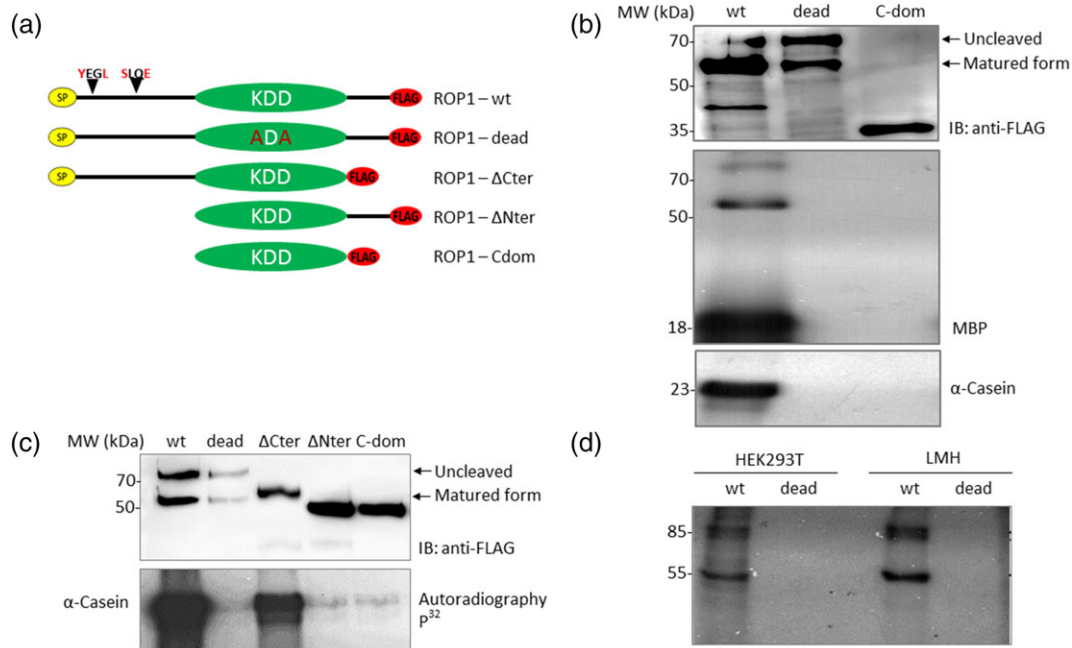 (a)
YEGL SLQE
SP KDD FLAG ROP1 – wt
SP ADA FLAG ROP1 – dead
SP KDD FLAG ROP1 – ΔCter
KDD FLAG ROP1 – ΔNter
KDD FLAG ROP1 – Cdom
(b)
MW (kDa) wt dead C-dom
70- ← Uncleaved
← Matured form
50-
35- IB: anti-FLAG
70-
50-
18- MBP
23- α-Casein
(c)
MW (kDa) wt dead ΔCter ΔNter C-dom
70- ← Uncleaved
50- ← Matured form
IB: anti-FLAG
α-Casein Autoradiography
P32
(d)
HEK293T LMH
wt dead wt dead
85-
55-